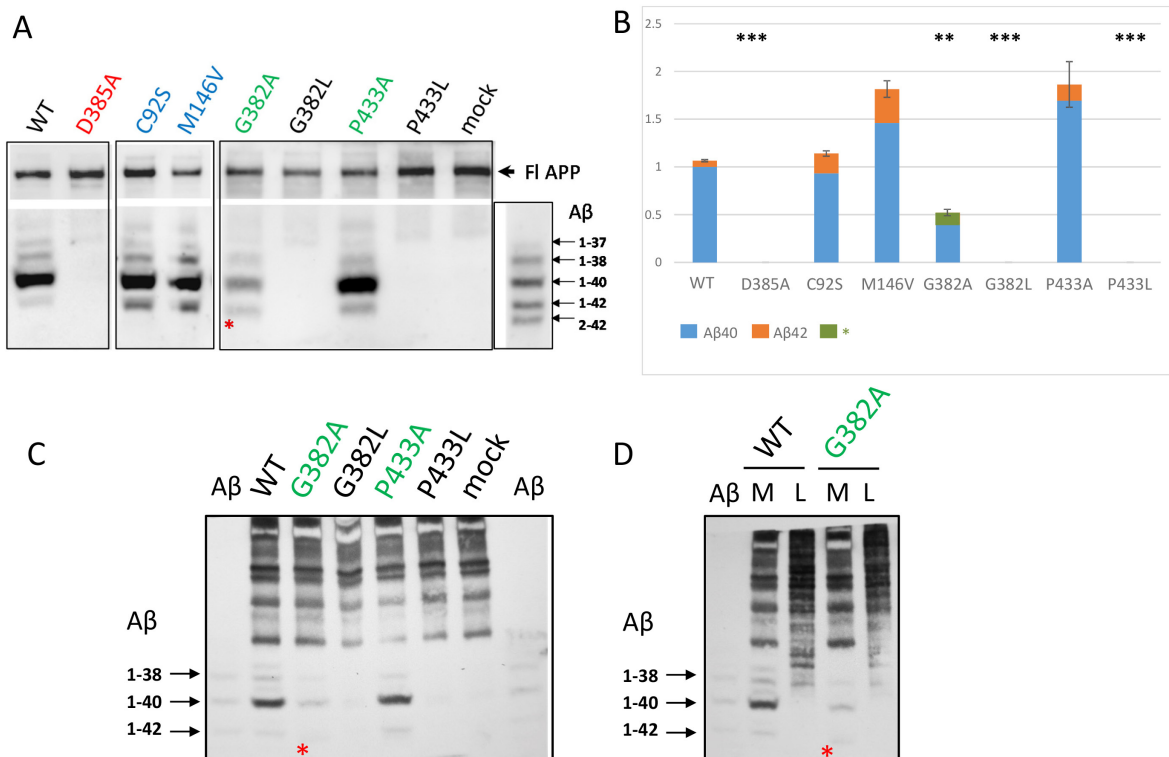 A
WT
D385A
C92S
M146V
G382A
G382L
P433A
P433L
mock
Fl APP
Aβ
1-37
1-38
1-40
1-42
2-42
*
B
2.5
2
1.5
1
0.5
0
***
**
***
***
WT
D385A
C92S
M146V
G382A
G382L
P433A
P433L
Aβ40
Aβ42
*
C
Aβ
WT
G382A
G382L
P433A
P433L
mock
Aβ
Aβ
1-38
1-40
1-42
*
D
WT
G382A
Aβ M L M L
Aβ
1-38
1-40
1-42
*